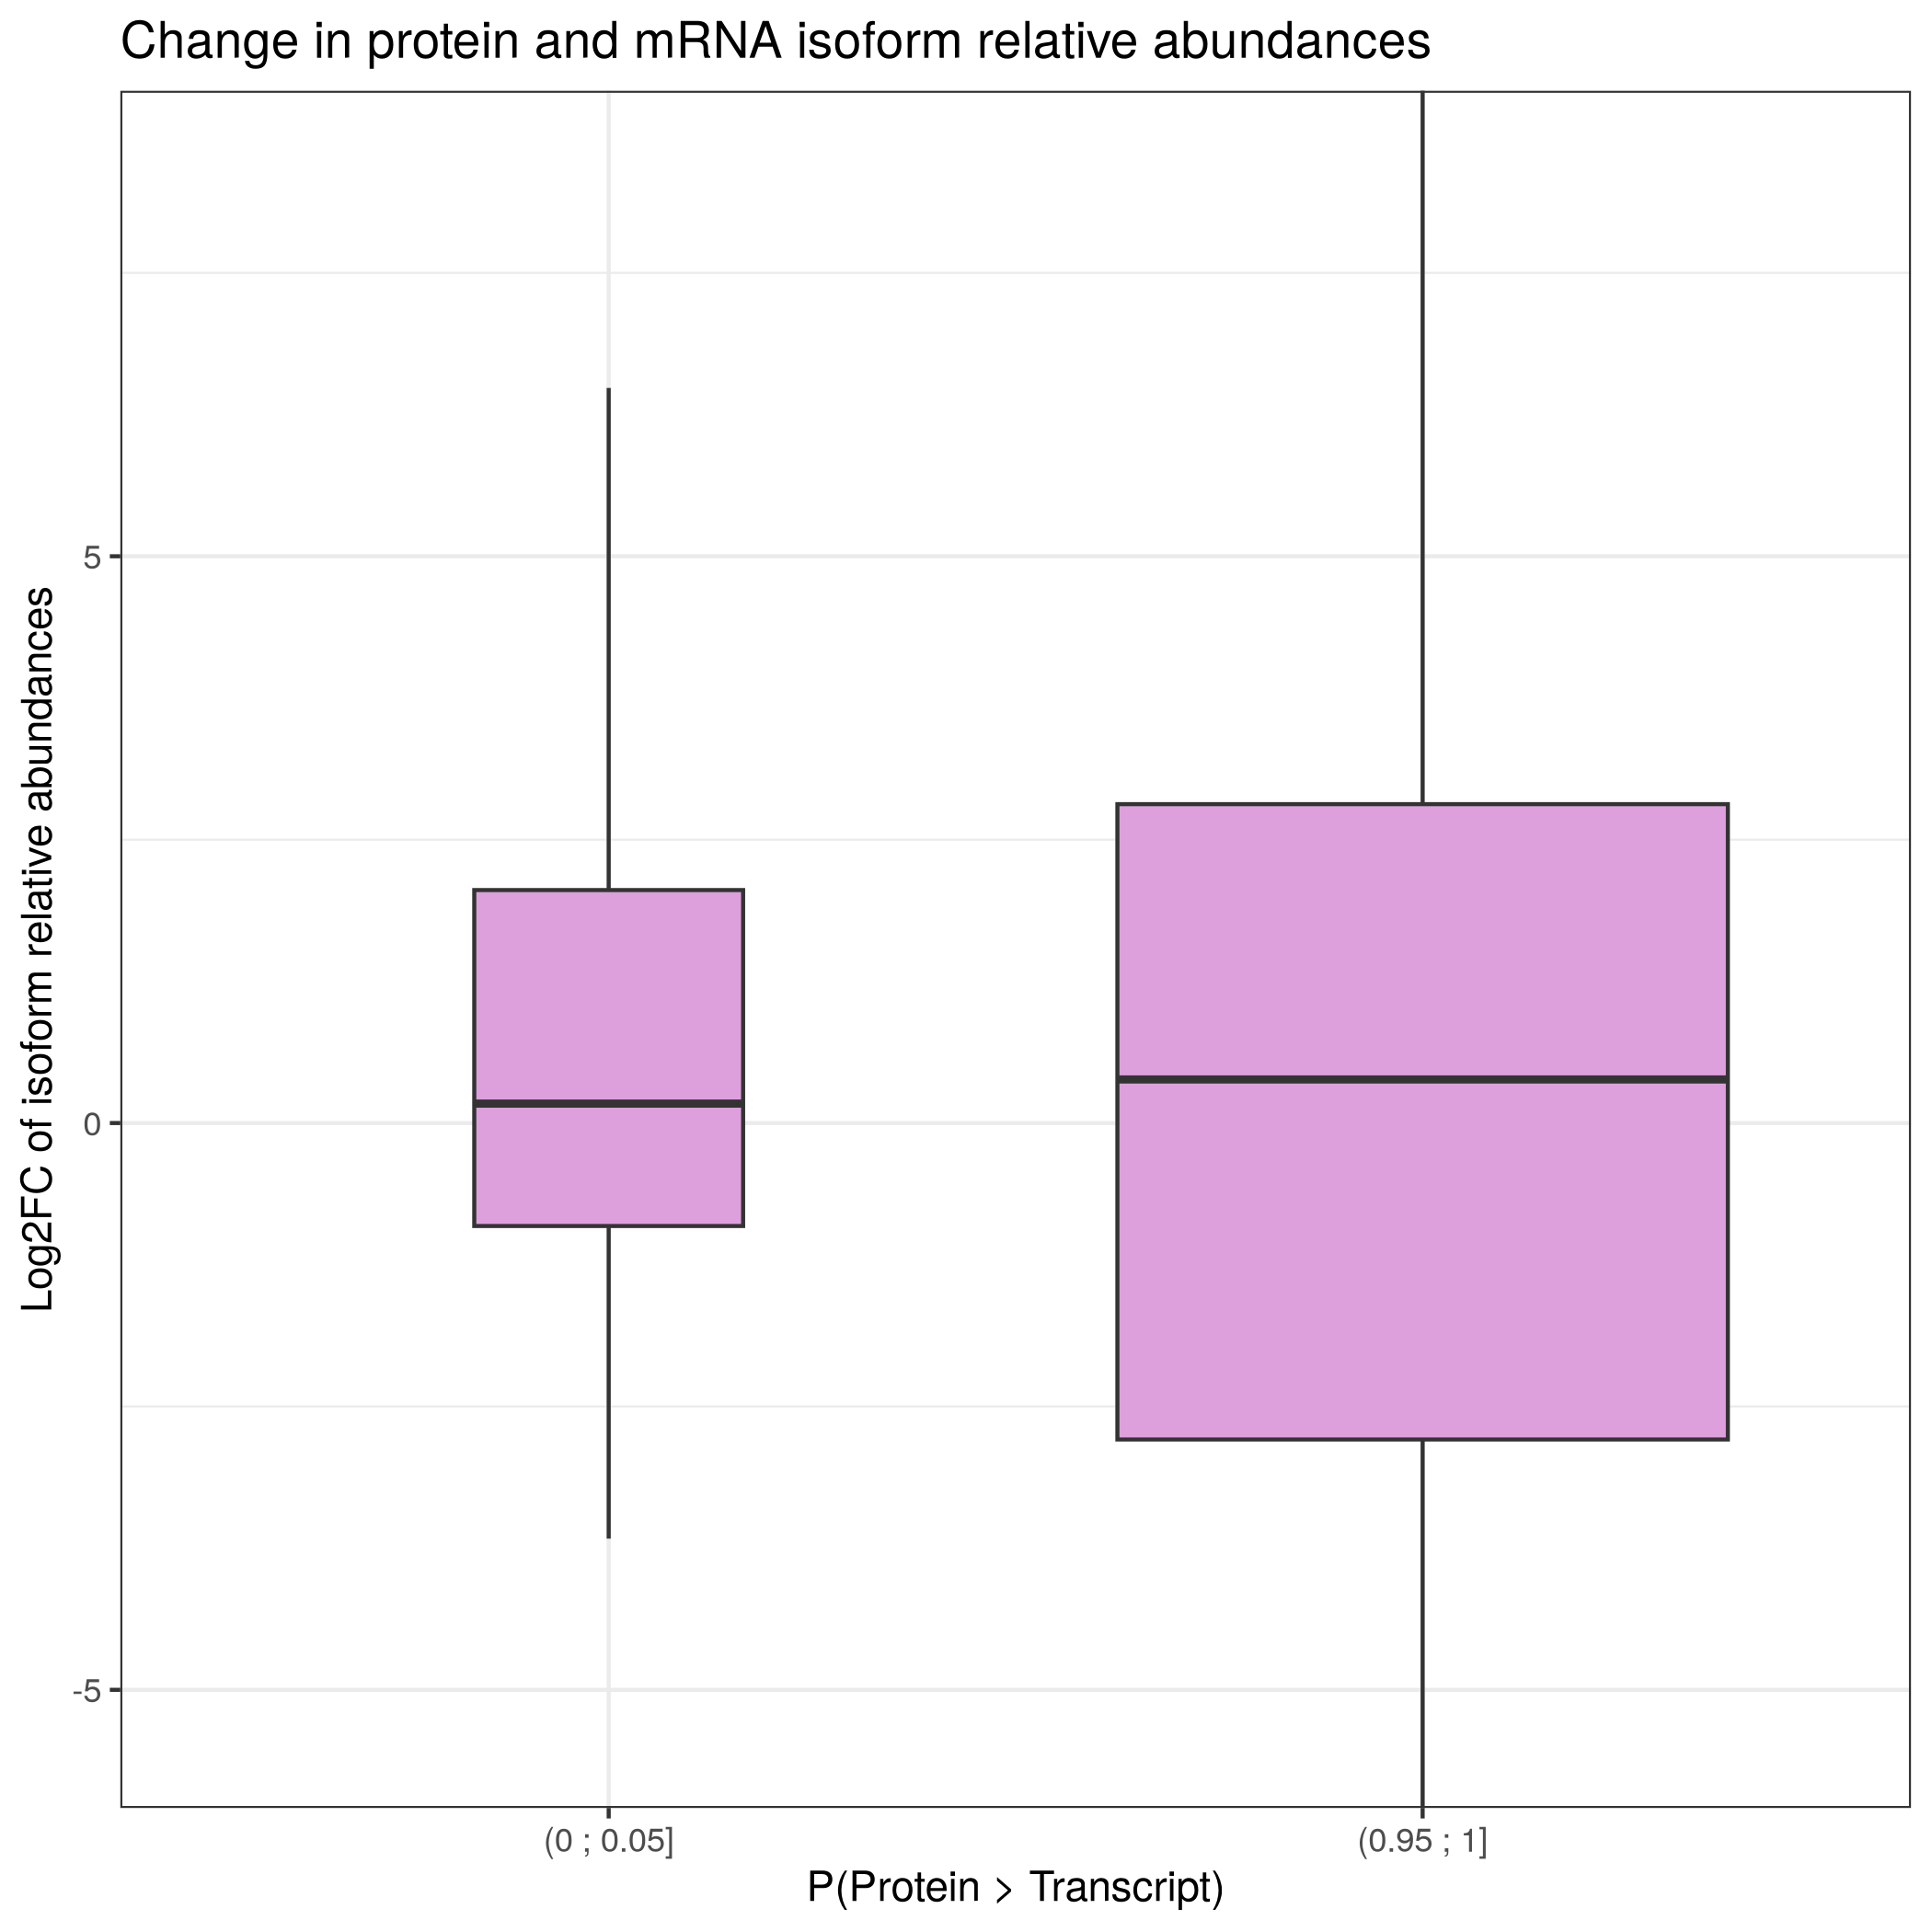 Change in protein and mRNA isoform relative abundances
Log2FC of isoform relative abundances
5
0
-5
(0 ; 0.05]
(0.95 ; 1]
P(Protein > Transcript)